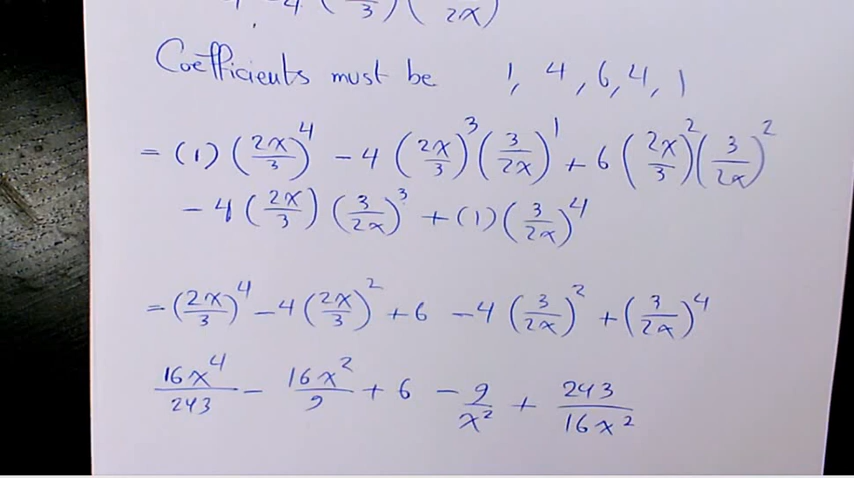 4 (/3) (/2x)
Coefficients must be 1, 4, 6, 4, 1
= (1) (2x/3)^4 - 4 (2x/3)^3 (3/2x)^1 + 6 (2x/3)^2 (3/2x)^2
- 4 (2x/3) (3/2x)^3 + (1) (3/2x)^4
= (2x/3)^4 - 4 (2x/3)^2 + 6 - 4 (3/2x)^2 + (3/2x)^4
16x^4/243 - 16x^2/9 + 6 - 9/x^2 + 243/16x^2